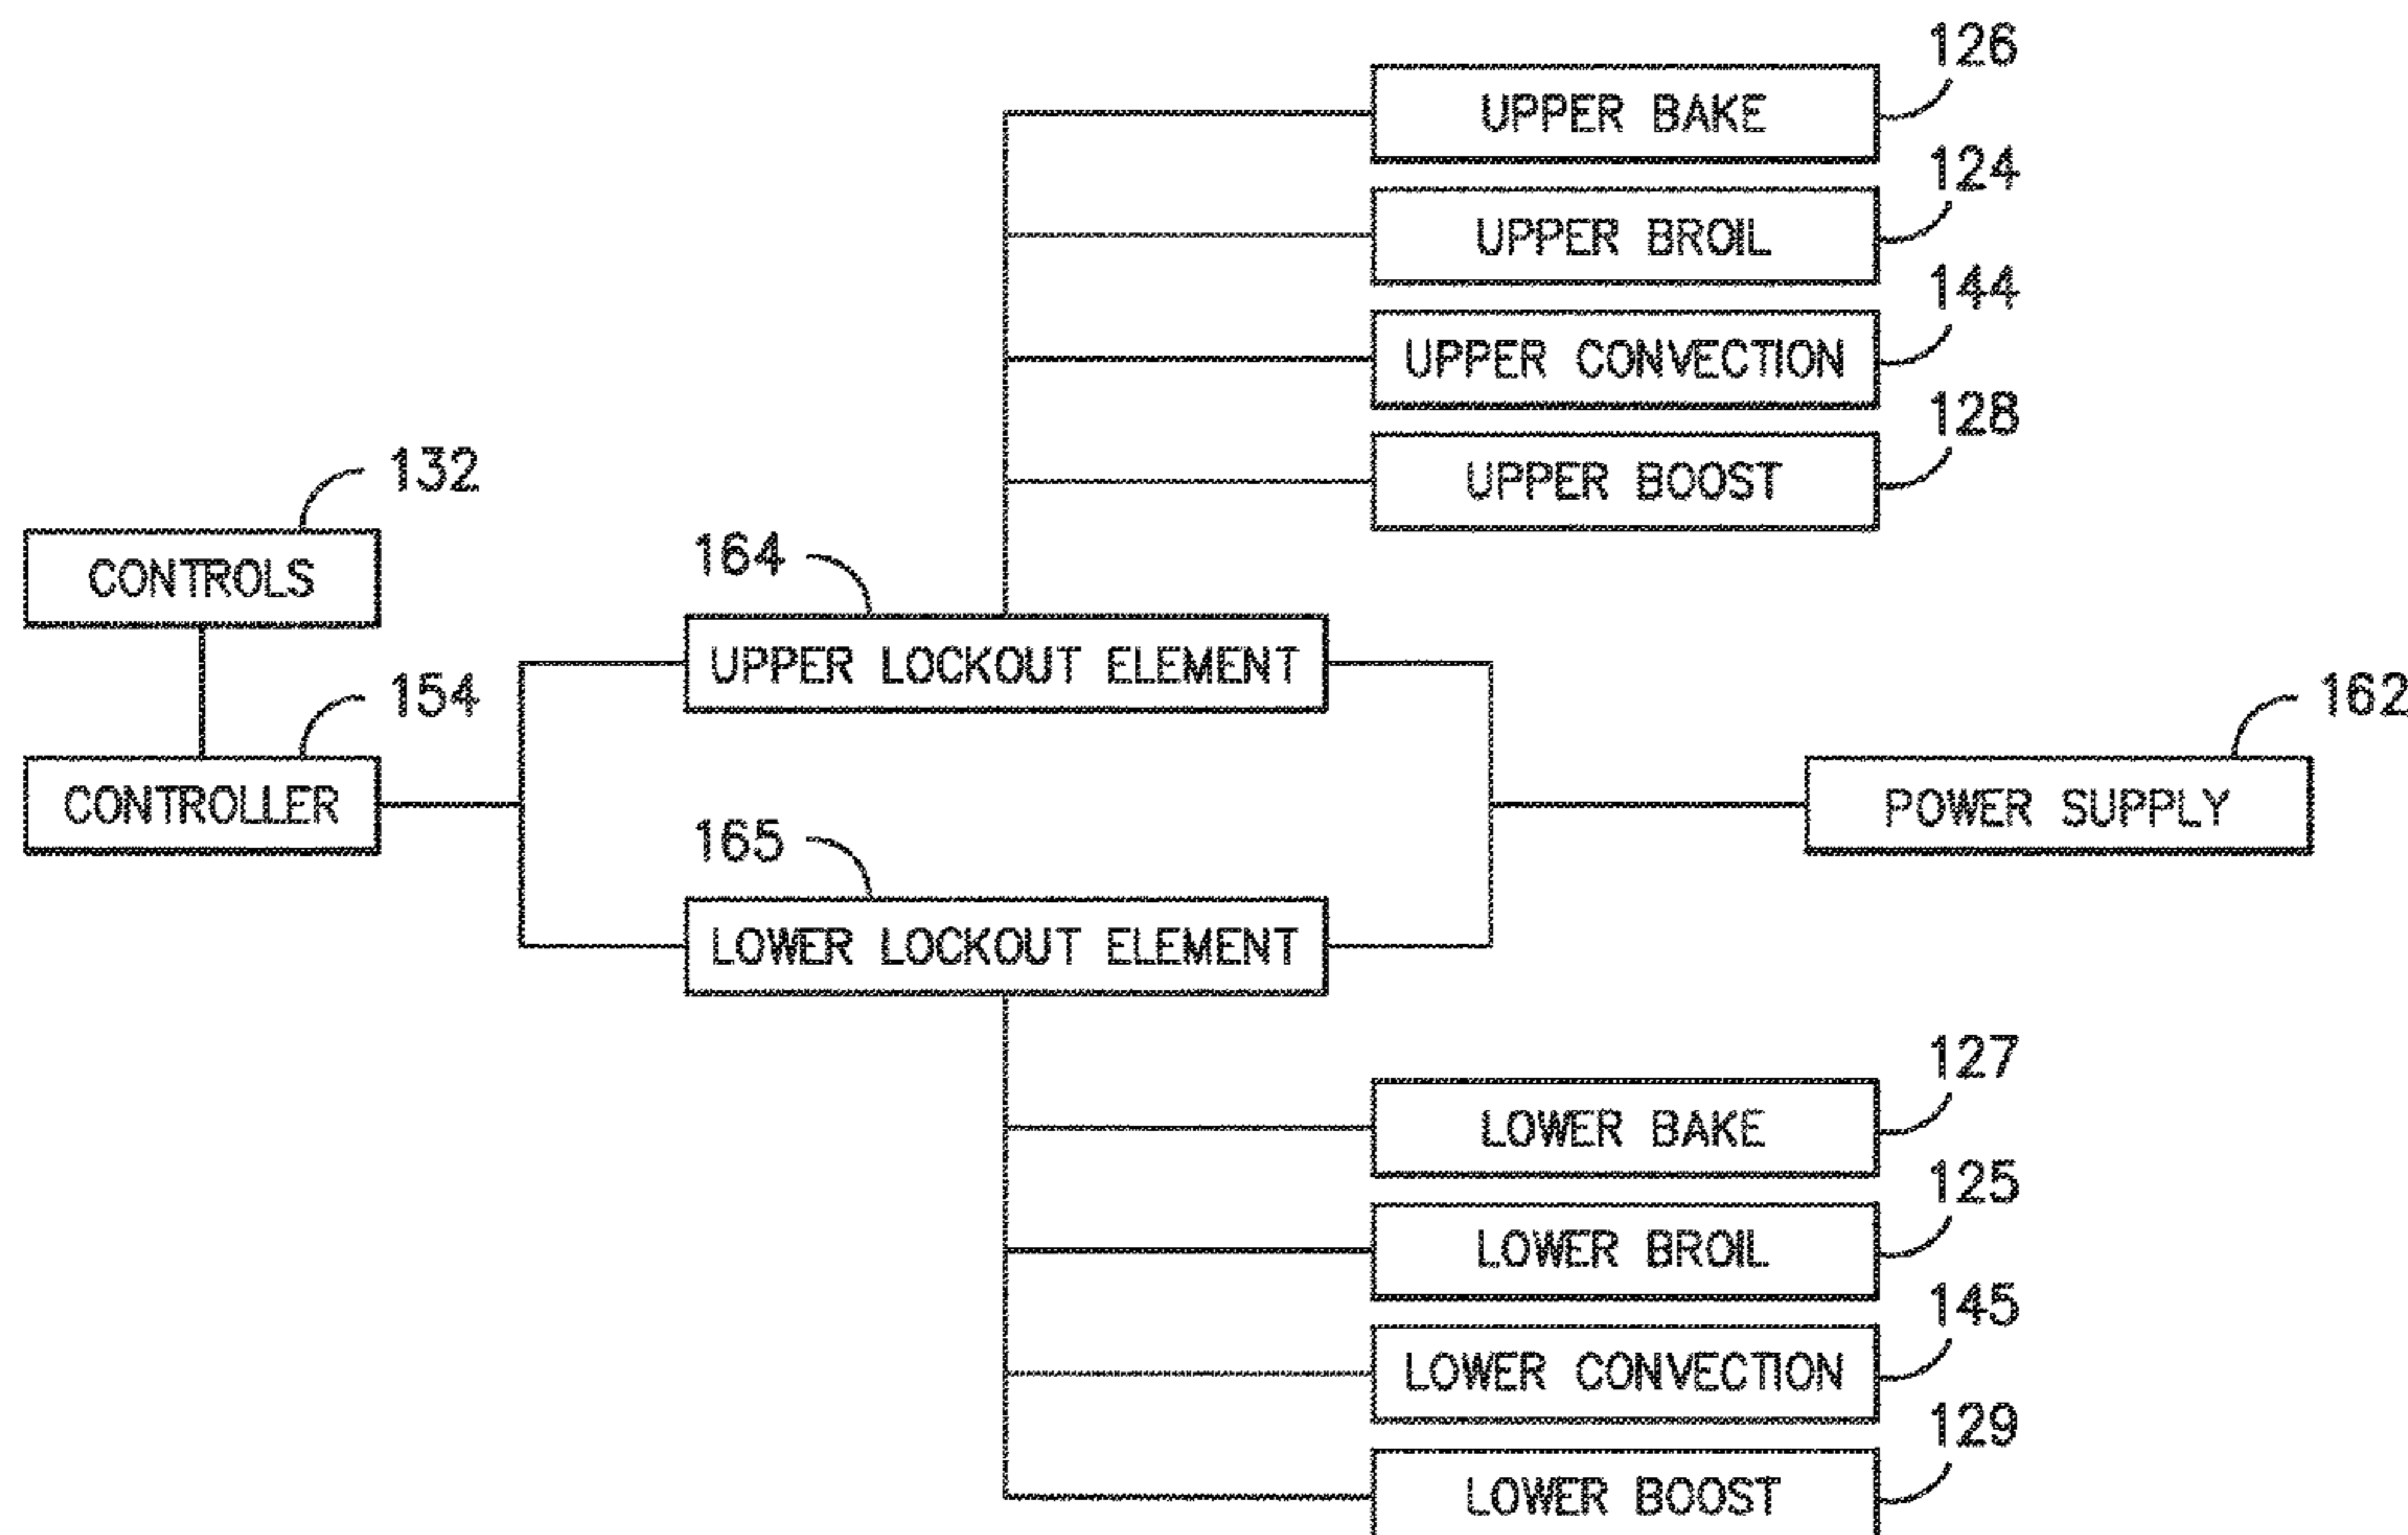 126
UPPER BAKE
124
UPPER BROIL
144
UPPER CONVECTION
128
UPPER BOOST
132
CONTROLS
164
UPPER LOCKOUT ELEMENT
154
CONTROLLER
162
POWER SUPPLY
165
LOWER LOCKOUT ELEMENT
127
LOWER BAKE
125
LOWER BROIL
145
LOWER CONVECTION
129
LOWER BOOST